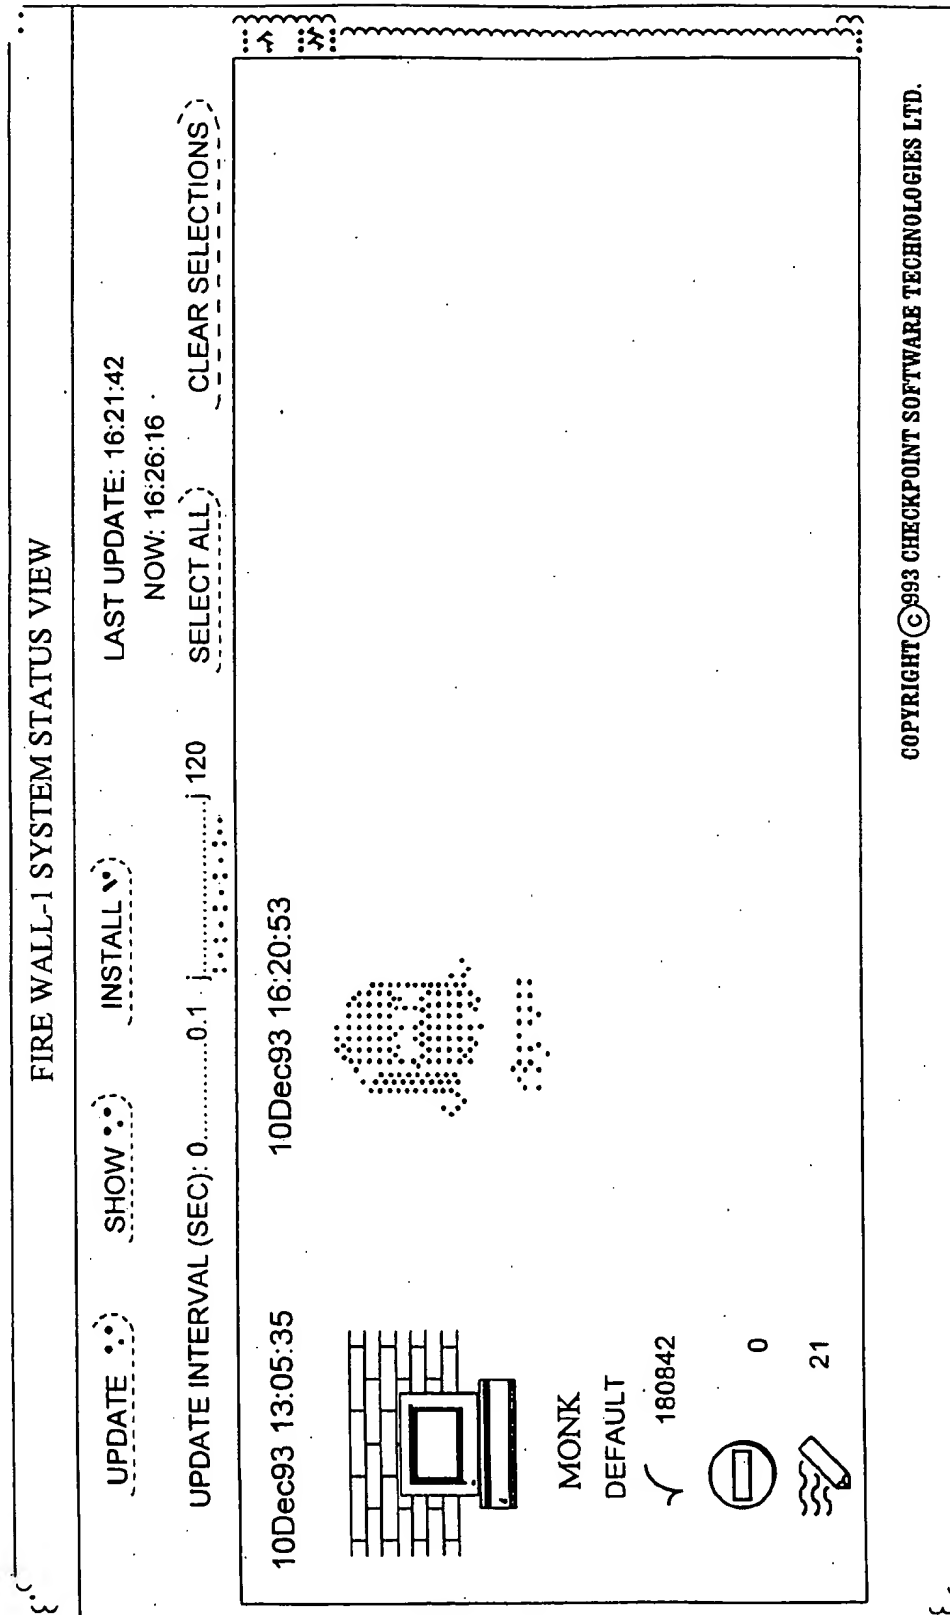 FIRE WALL-1 SYSTEM STATUS VIEW
UPDATE SHOW INSTALL LAST UPDATE: 16:21:42
NOW: 16:26:16
UPDATE INTERVAL (SEC): 0..........0.1 j....................j 120 SELECT ALL CLEAR SELECTIONS
10Dec93 13:05:35 10Dec93 16:20:53
MONK
DEFAULT
180842
0
21
COPYRIGHT©993 CHECKPOINT SOFTWARE TECHNOLOGIES LTD.